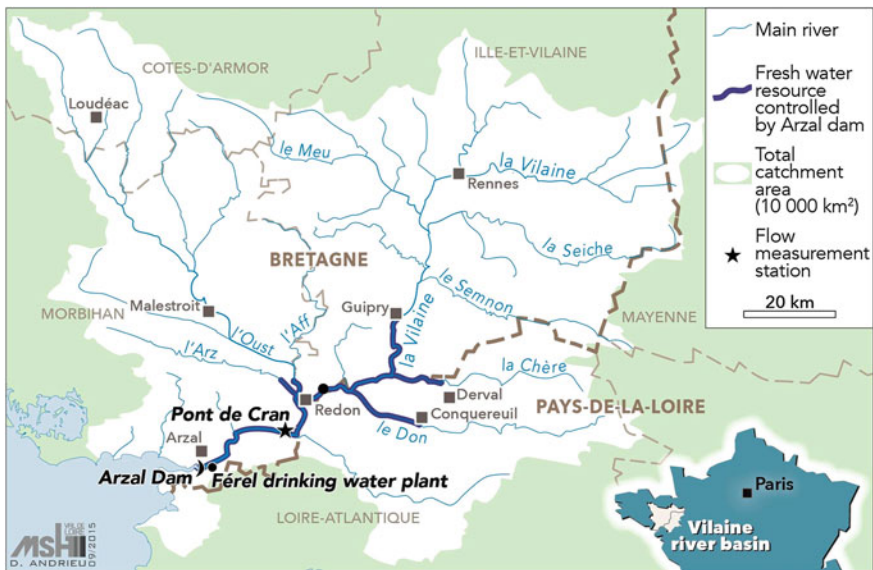 COTES-D'ARMOR
ILLE-ET-VILAINE
Loudéac
le Meu
la Vilaine
Rennes
la Seiche
BRETAGNE
le Semnon
Malestroit
Guipry
MORBIHAN
l'Aff
la Vilaine
MAYENNE
l'Oust
l'Arz
la Chère
Derval
Redon
Conquereuil
PAYS-DE-LA-LOIRE
Pont de Cran
le Don
Arzal
Arzal Dam
Férel drinking water plant
LOIRE-ATLANTIQUE
Main river
Fresh water
resource
controlled
by Arzal dam
Total
catchment
area
(10 000 km²)
Flow
measurement
station
20 km
Paris
Vilaine
river basin
MSH
VAL DE
LOIRE
09/2015
D. ANDRIEU